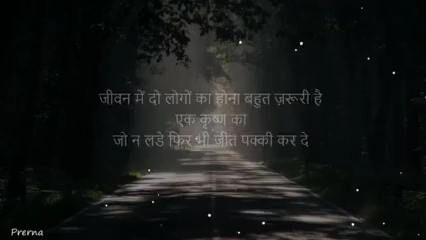 जीवन में दो लोगों का होना बहुत ज़रूरी है
एक कृष्ण का
जो न लडे फिर भी जीत पक्की कर दे
Prerna